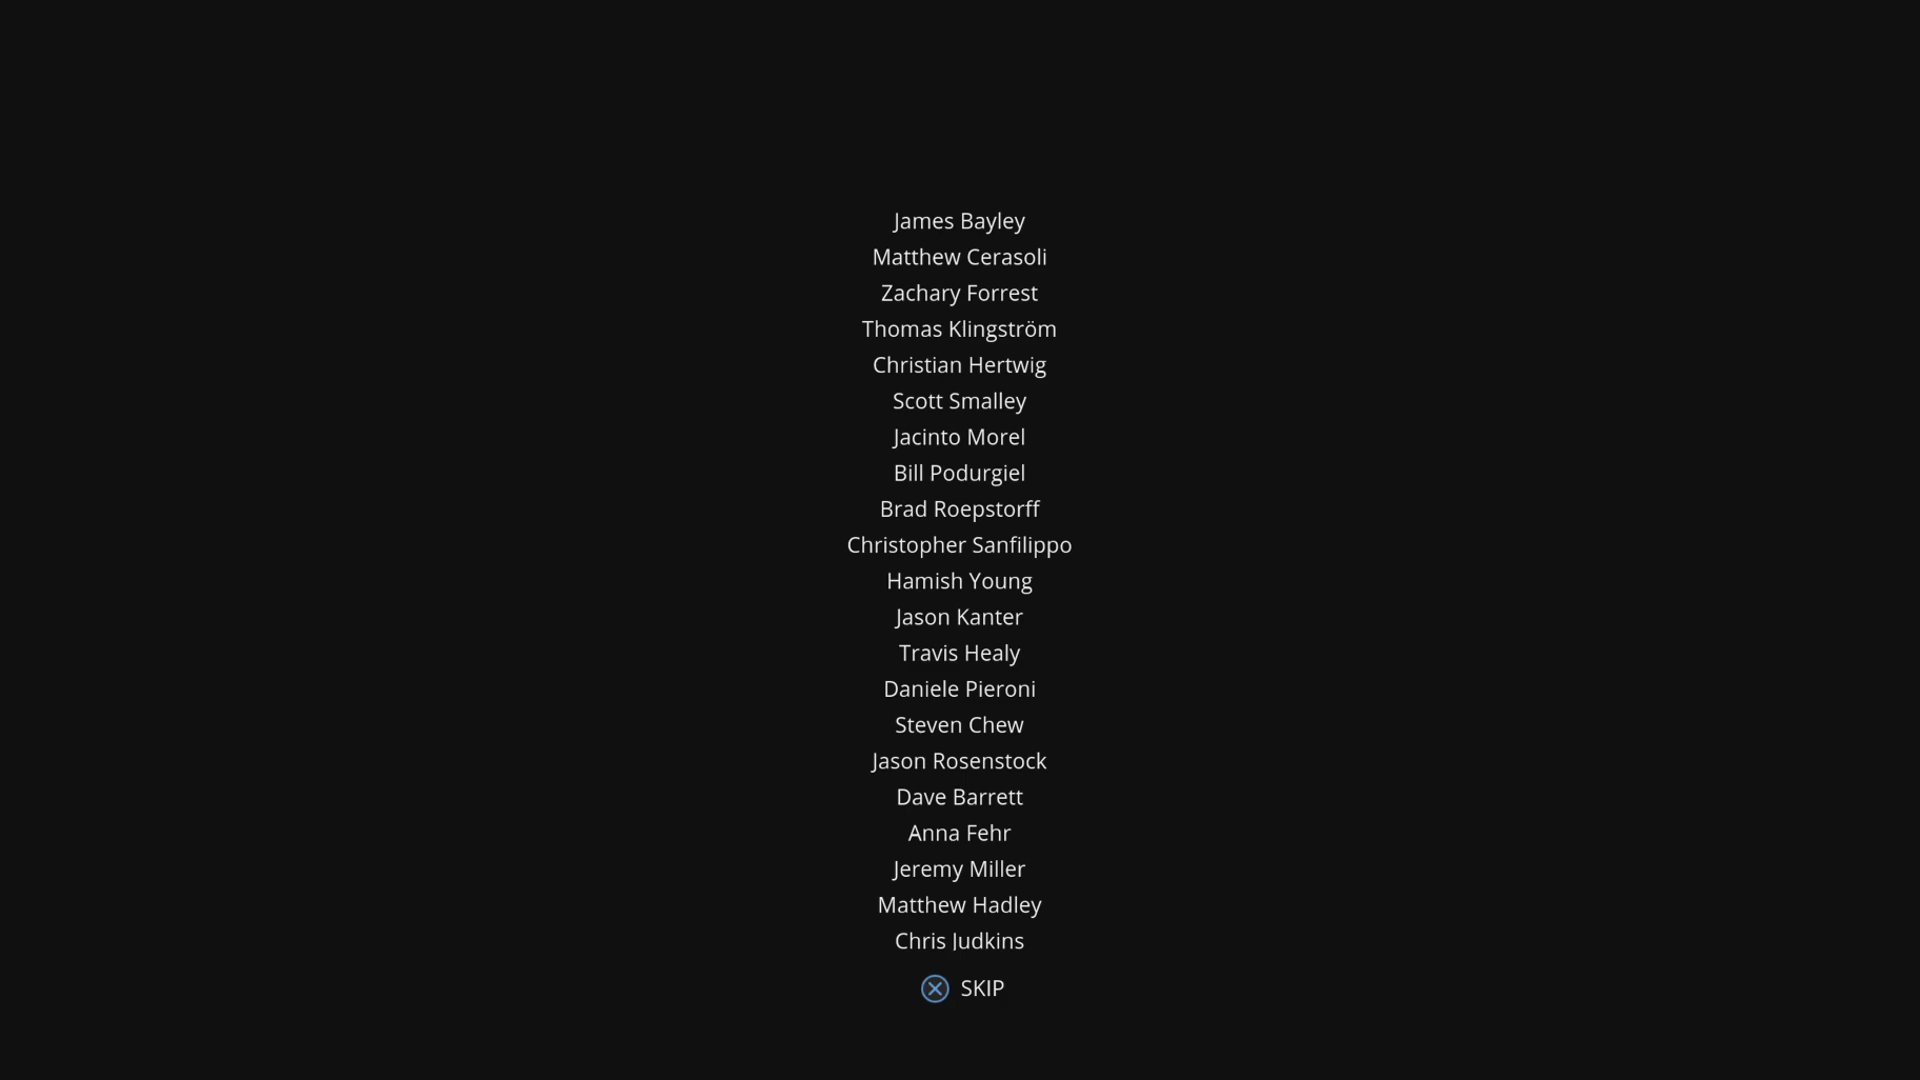 James Bayley
Matthew Cerasoli
Zachary Forrest
Thomas Klingström
Christian Hertwig
Scott Smalley
Jacinto Morel
Bill Podurgiel
Brad Roepstorff
Christopher Sanfilippo
Hamish Young
Jason Kanter
Travis Healy
Daniele Pieroni
Steven Chew
Jason Rosenstock
Dave Barrett
Anna Fehr
Jeremy Miller
Matthew Hadley
Chris Judkins
SKIP